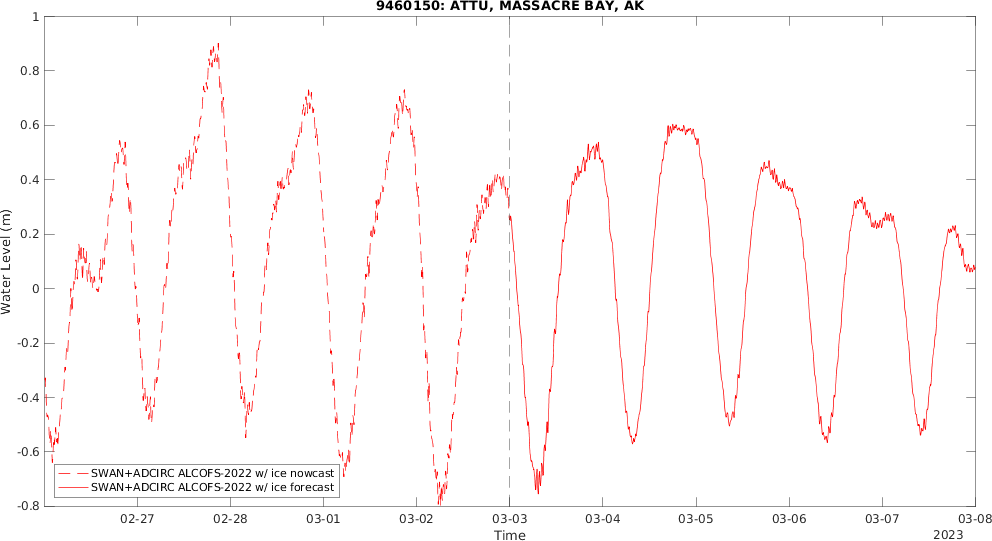 9460150: ATTU, MASSACRE BAY, AK
1
0.8
0.6
0.4
0.2
0
-0.2
-0.4
-0.6
-0.8
Water Level (m)
SWAN+ADCIRC ALCOFS-2022 w/ ice nowcast
SWAN+ADCIRC ALCOFS-2022 w/ ice forecast
02-27 02-28 03-01 03-02 03-03 03-04 03-05 03-06 03-07 03-08
Time
2023